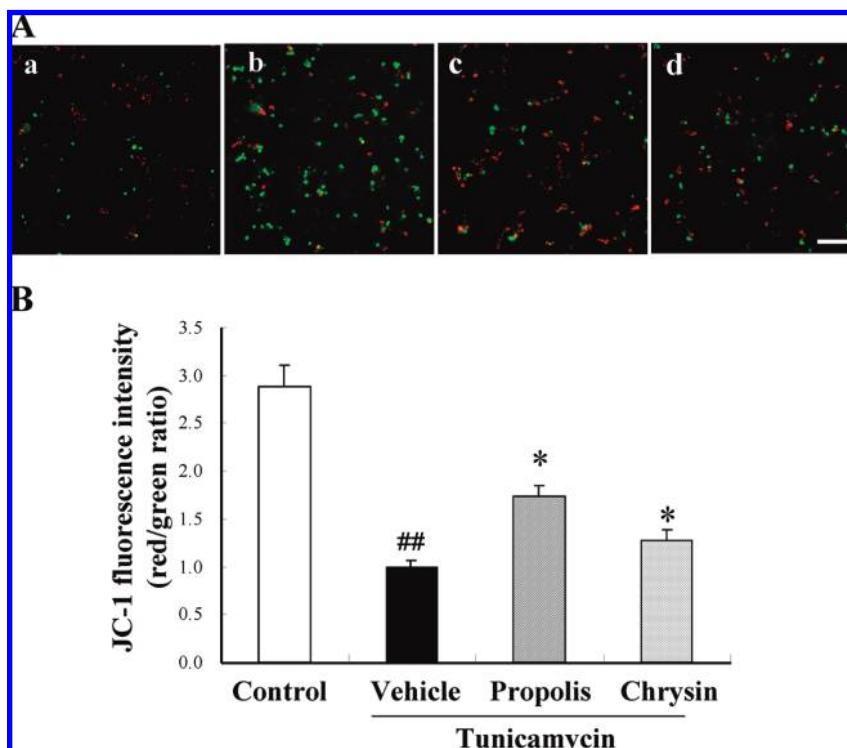 A
a b c d
B
JC-1 fluorescence intensity
(red/green ratio)
3.5
3.0
2.5
2.0
1.5
1.0
0.5
0.0
##
*
*
Control Vehicle Propolis Chrysin
Tunicamycin